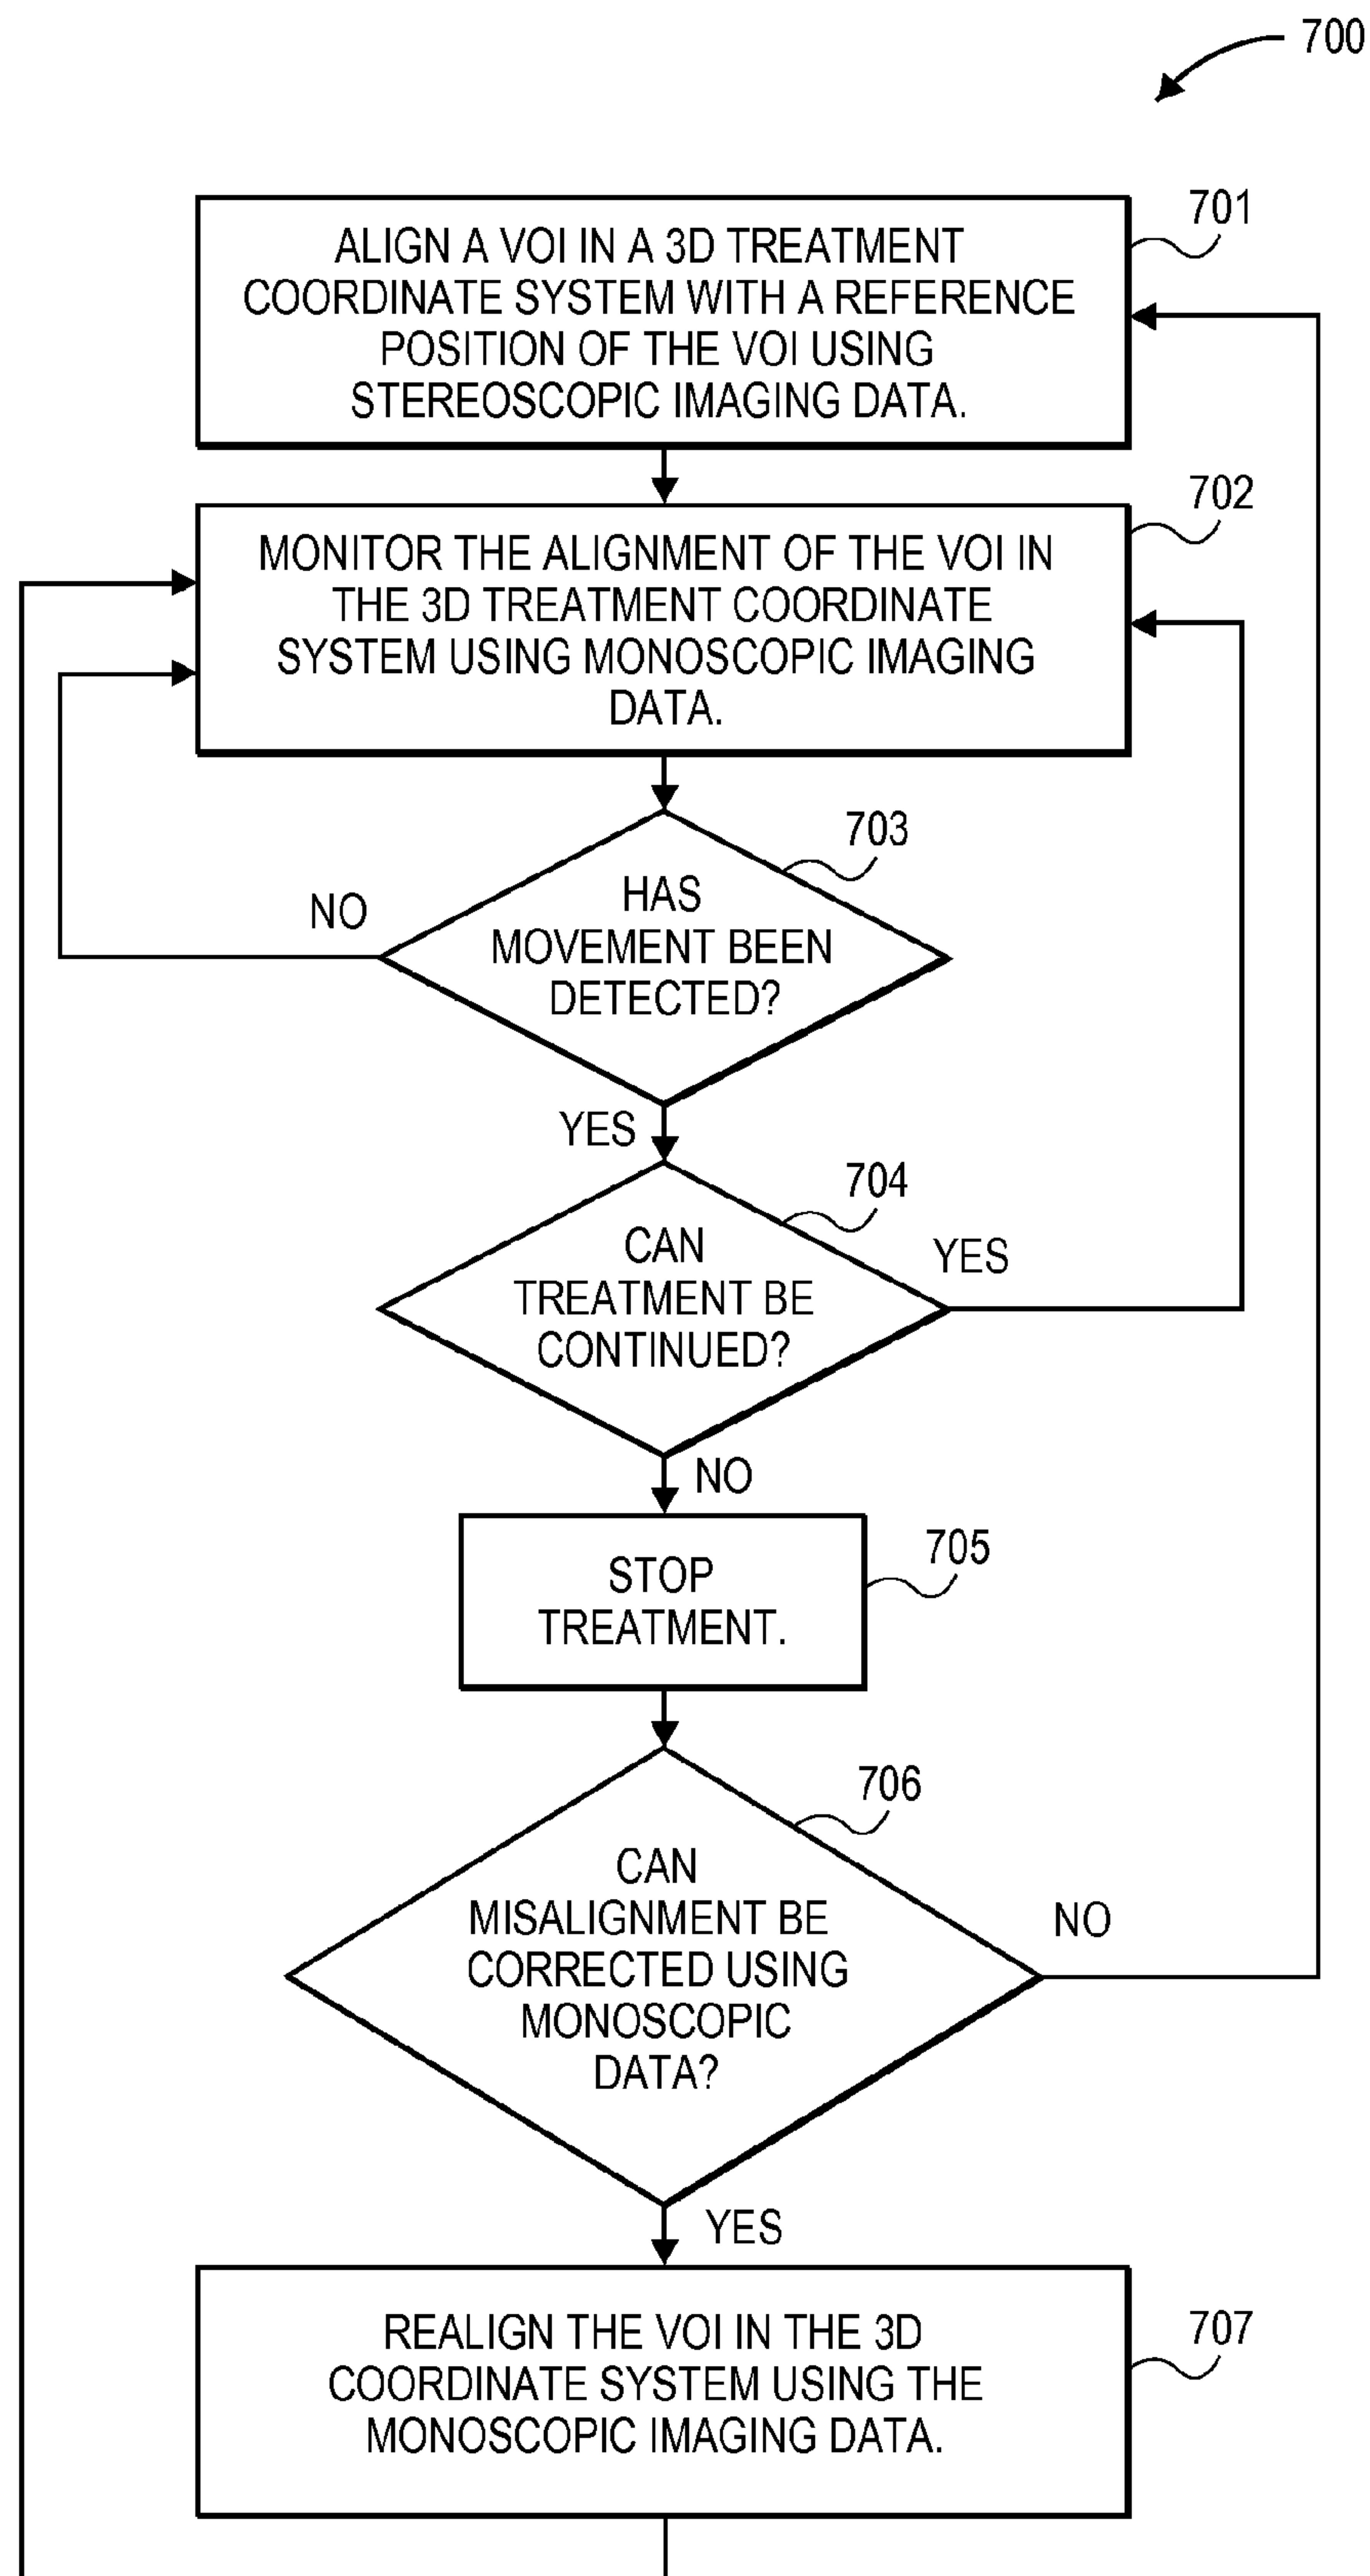 700
701
ALIGN A VOI IN A 3D TREATMENT
COORDINATE SYSTEM WITH A REFERENCE
POSITION OF THE VOI USING
STEREOSCOPIC IMAGING DATA.
702
MONITOR THE ALIGNMENT OF THE VOI IN
THE 3D TREATMENT COORDINATE
SYSTEM USING MONOSCOPIC IMAGING
DATA.
703
NO
HAS
MOVEMENT BEEN
DETECTED?
YES
704
CAN
TREATMENT BE
CONTINUED?
YES
NO
705
STOP
TREATMENT.
706
CAN
MISALIGNMENT BE
CORRECTED USING
MONOSCOPIC
DATA?
NO
YES
707
REALIGN THE VOI IN THE 3D
COORDINATE SYSTEM USING THE
MONOSCOPIC IMAGING DATA.